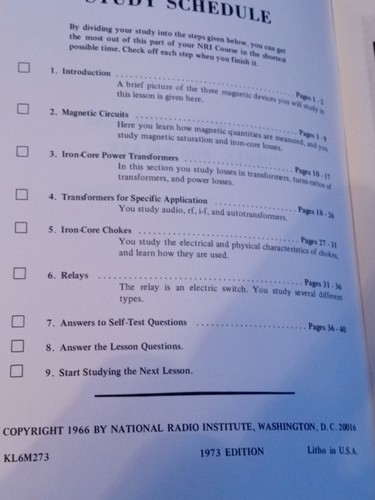 STUDY SCHEDULE
By dividing your study into the steps given below, you can get
the most out of this part of your NRI Course in the shortest
possible time. Check off each step when you finish it.
1. Introduction ........................ Pages 1 - 2
A brief picture of the three magnetic devices you will study in
this lesson is given here.
2. Magnetic Circuits ........................ Pages 3 - 9
Here you learn how magnetic quantities are measured, and you
study magnetic saturation and iron-core losses.
3. Iron-Core Power Transformers ........................ Pages 10 - 17
In this section you study losses in transformers, turns-ratios of
transformers, and power losses.
4. Transformers for Specific Application ........................ Pages 18 - 26
You study audio, rf, i-f, and autotransformers.
5. Iron-Core Chokes ........................ Pages 27 - 31
You study the electrical and physical characteristics of chokes,
and learn how they are used.
6. Relays ........................ Pages 31 - 36
The relay is an electric switch. You study several different
types.
7. Answers to Self-Test Questions ........................ Pages 36 - 40
8. Answer the Lesson Questions.
9. Start Studying the Next Lesson.
COPYRIGHT 1966 BY NATIONAL RADIO INSTITUTE, WASHINGTON, D. C. 20016
KL6M273 1973 EDITION Litho in U.S.A.